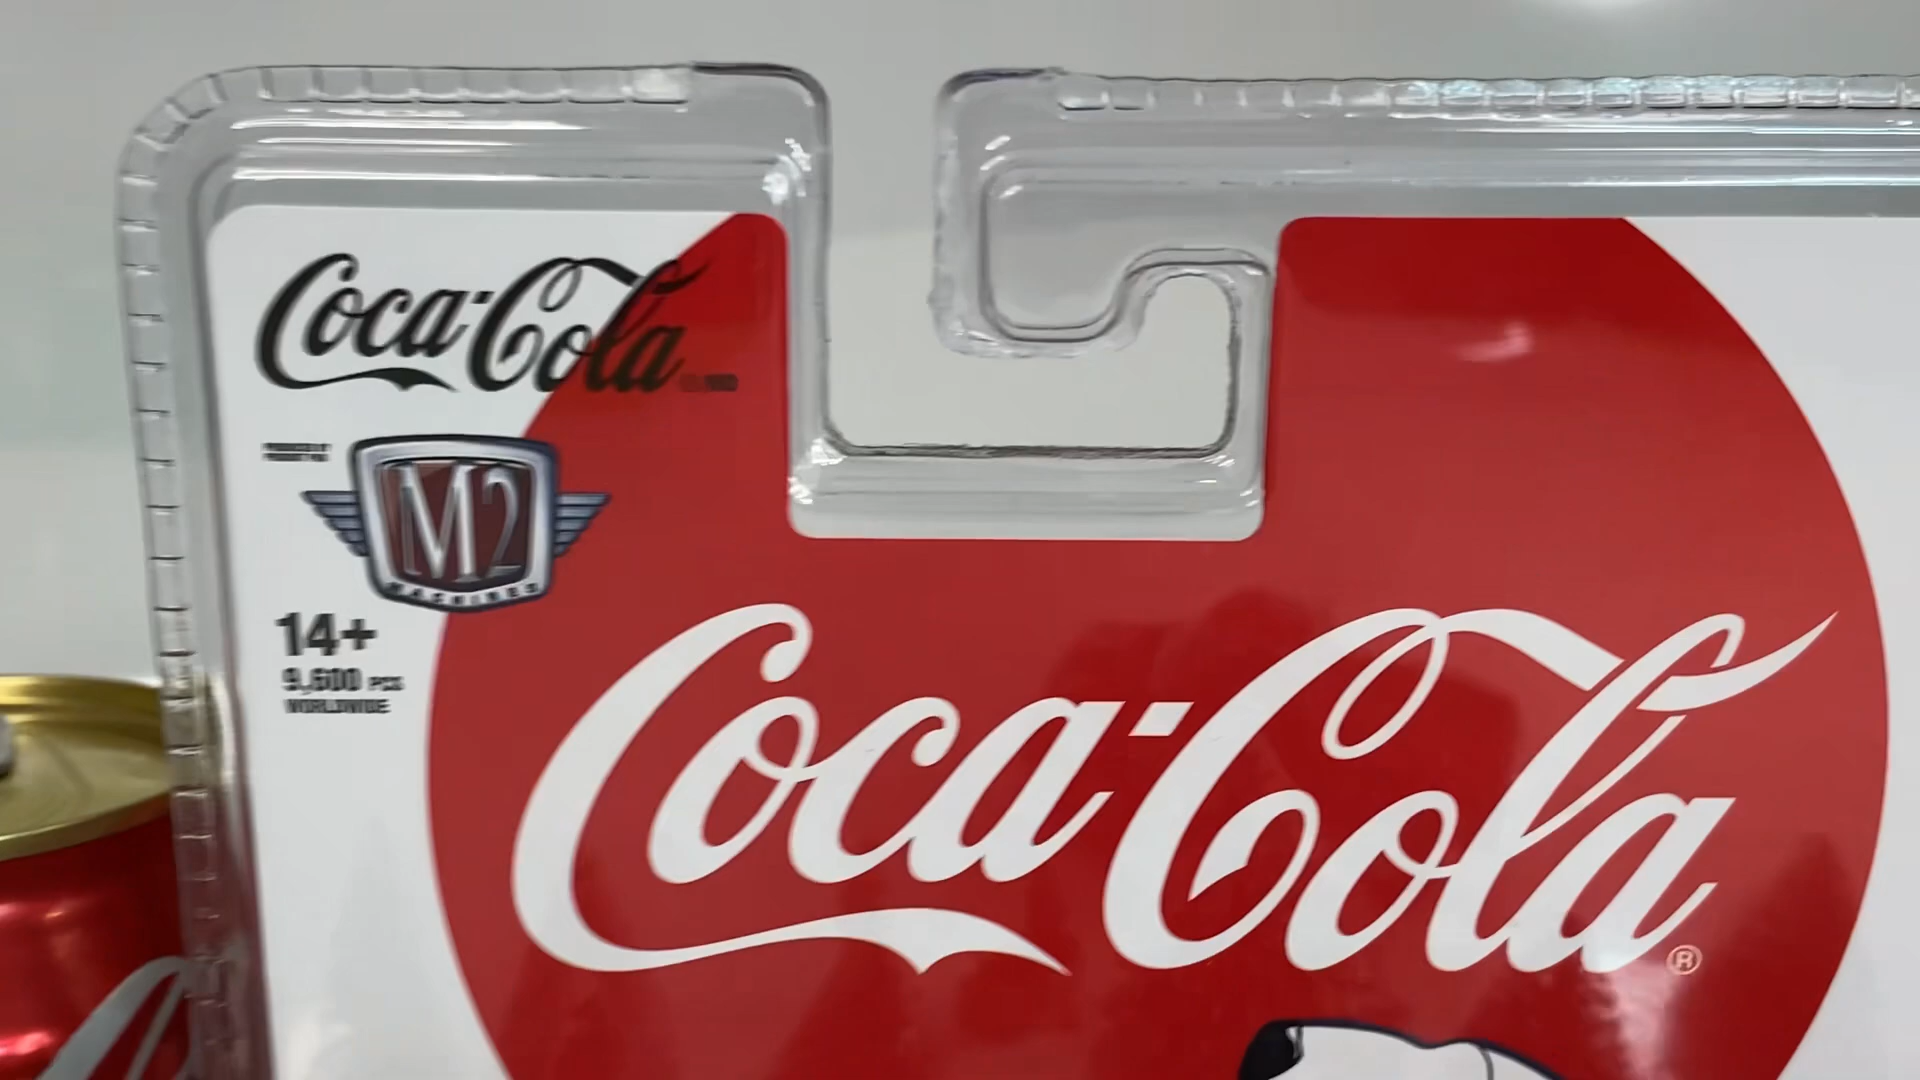 Coca-Cola
M2
MACHINES
14+
9,600 PCS
WORLDWIDE
Coca-Cola
®